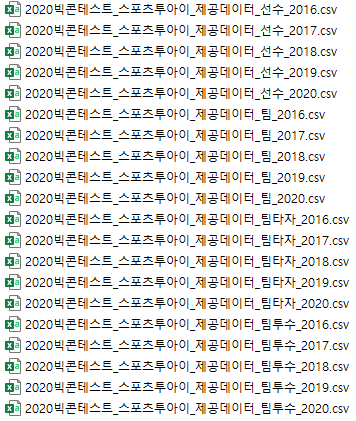 2020빅콘테스트_스포츠투아이_제공데이터_선수_2016.csv
2020빅콘테스트_스포츠투아이_제공데이터_선수_2017.csv
2020빅콘테스트_스포츠투아이_제공데이터_선수_2018.csv
2020빅콘테스트_스포츠투아이_제공데이터_선수_2019.csv
2020빅콘테스트_스포츠투아이_제공데이터_선수_2020.csv
2020빅콘테스트_스포츠투아이_제공데이터_팀_2016.csv
2020빅콘테스트_스포츠투아이_제공데이터_팀_2017.csv
2020빅콘테스트_스포츠투아이_제공데이터_팀_2018.csv
2020빅콘테스트_스포츠투아이_제공데이터_팀_2019.csv
2020빅콘테스트_스포츠투아이_제공데이터_팀_2020.csv
2020빅콘테스트_스포츠투아이_제공데이터_팀타자_2016.csv
2020빅콘테스트_스포츠투아이_제공데이터_팀타자_2017.csv
2020빅콘테스트_스포츠투아이_제공데이터_팀타자_2018.csv
2020빅콘테스트_스포츠투아이_제공데이터_팀타자_2019.csv
2020빅콘테스트_스포츠투아이_제공데이터_팀타자_2020.csv
2020빅콘테스트_스포츠투아이_제공데이터_팀투수_2016.csv
2020빅콘테스트_스포츠투아이_제공데이터_팀투수_2017.csv
2020빅콘테스트_스포츠투아이_제공데이터_팀투수_2018.csv
2020빅콘테스트_스포츠투아이_제공데이터_팀투수_2019.csv
2020빅콘테스트_스포츠투아이_제공데이터_팀투수_2020.csv